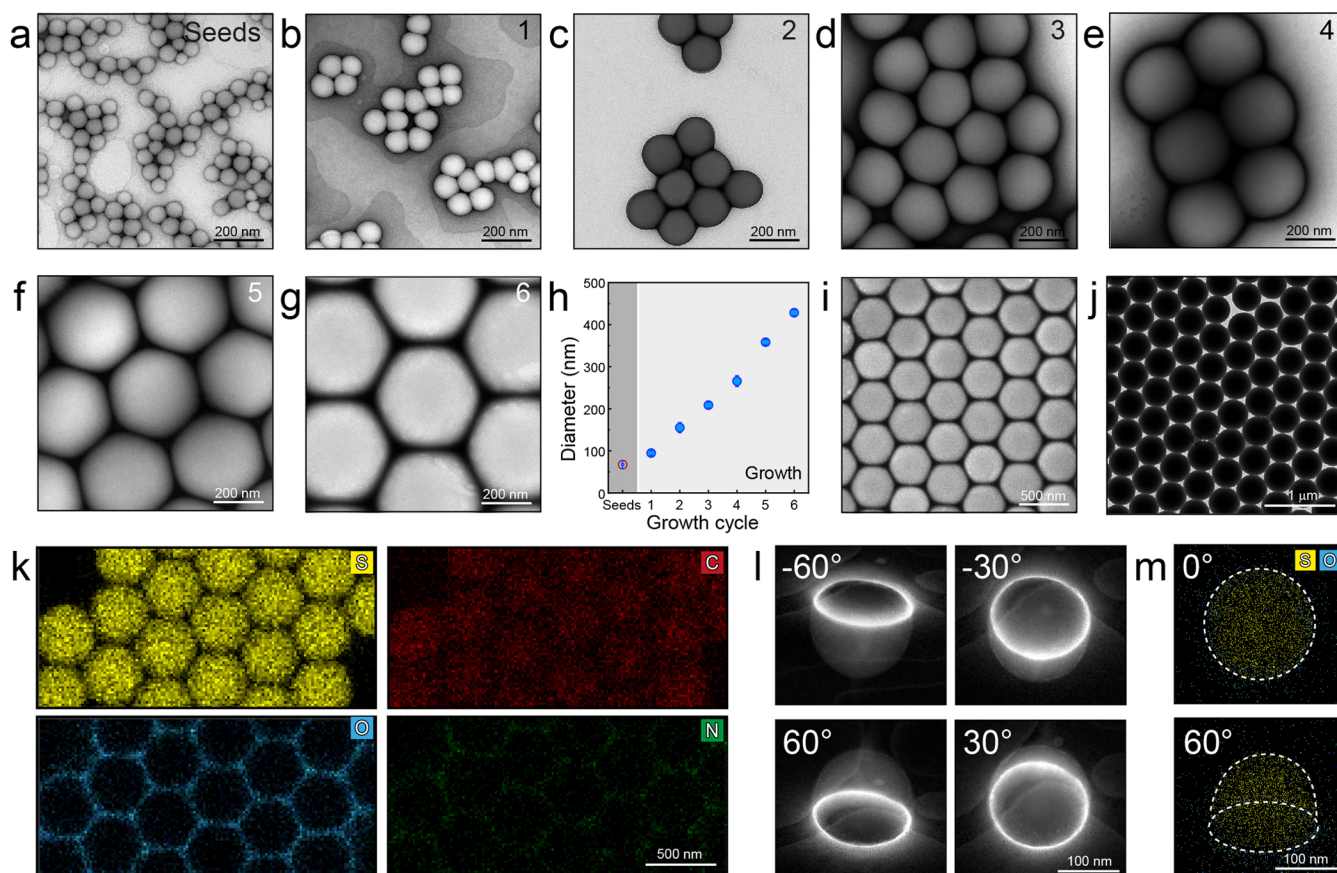 a
Seeds
200 nm
b
1
200 nm
c
2
200 nm
d
3
200 nm
e
4
200 nm
f
5
200 nm
g
6
200 nm
h
Diameter (nm)
500
400
300
200
100
0
Growth
Seeds 1 2 3 4 5 6
Growth cycle
i
500 nm
j
1 μm
k
S
C
O
N
500 nm
l
-60°
-30°
60°
30°
100 nm
m
0°
S O
60°
100 nm